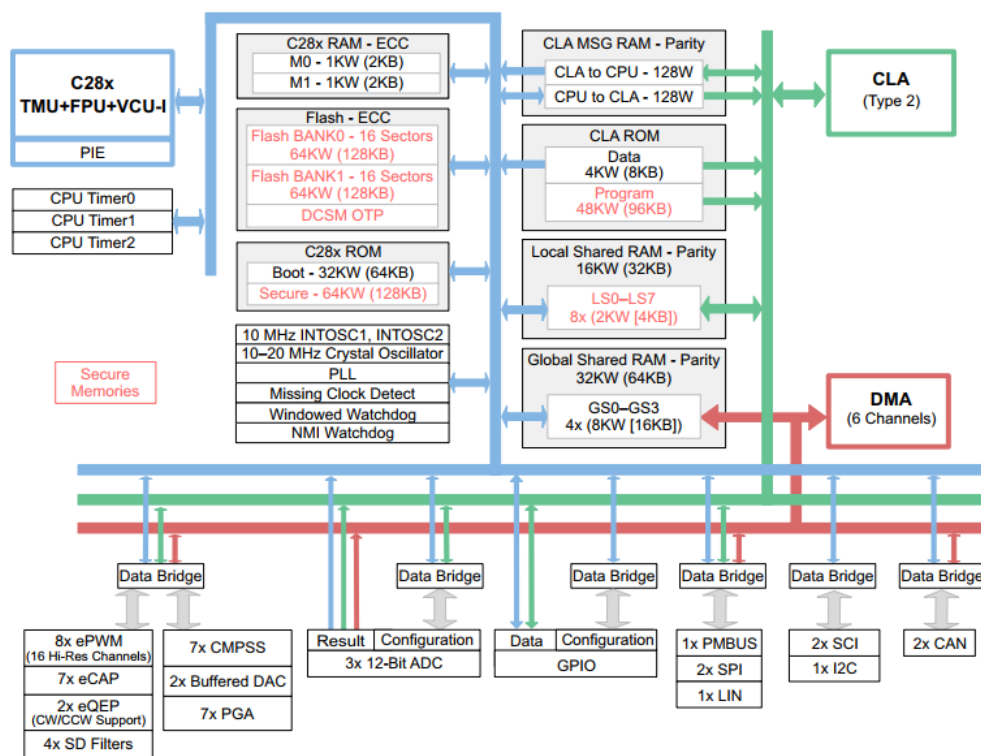 C28x
TMU+FPU+VCU-I
PIE
CPU Timer0
CPU Timer1
CPU Timer2
Secure
Memories
C28x RAM - ECC
M0 - 1KW (2KB)
M1 - 1KW (2KB)
Flash - ECC
Flash BANK0 - 16 Sectors
64KW (128KB)
Flash BANK1 - 16 Sectors
64KW (128KB)
DCSM OTP
C28x ROM
Boot - 32KW (64KB)
Secure - 64KW (128KB)
10 MHz INTOSC1, INTOSC2
10–20 MHz Crystal Oscillator
PLL
Missing Clock Detect
Windowed Watchdog
NMI Watchdog
CLA MSG RAM - Parity
CLA to CPU - 128W
CPU to CLA - 128W
CLA ROM
Data
4KW (8KB)
Program
48KW (96KB)
Local Shared RAM - Parity
16KW (32KB)
LS0–LS7
8x (2KW [4KB])
Global Shared RAM - Parity
32KW (64KB)
GS0–GS3
4x (8KW [16KB])
CLA
(Type 2)
DMA
(6 Channels)
Data Bridge
Data Bridge
Data Bridge
Data Bridge
Data Bridge
Data Bridge
8x ePWM
(16 Hi-Res Channels)
7x eCAP
2x eQEP
(CW/CCW Support)
4x SD Filters
7x CMPSS
2x Buffered DAC
7x PGA
Result Configuration
3x 12-Bit ADC
Data Configuration
GPIO
1x PMBUS
2x SPI
1x LIN
2x SCI
1x I2C
2x CAN